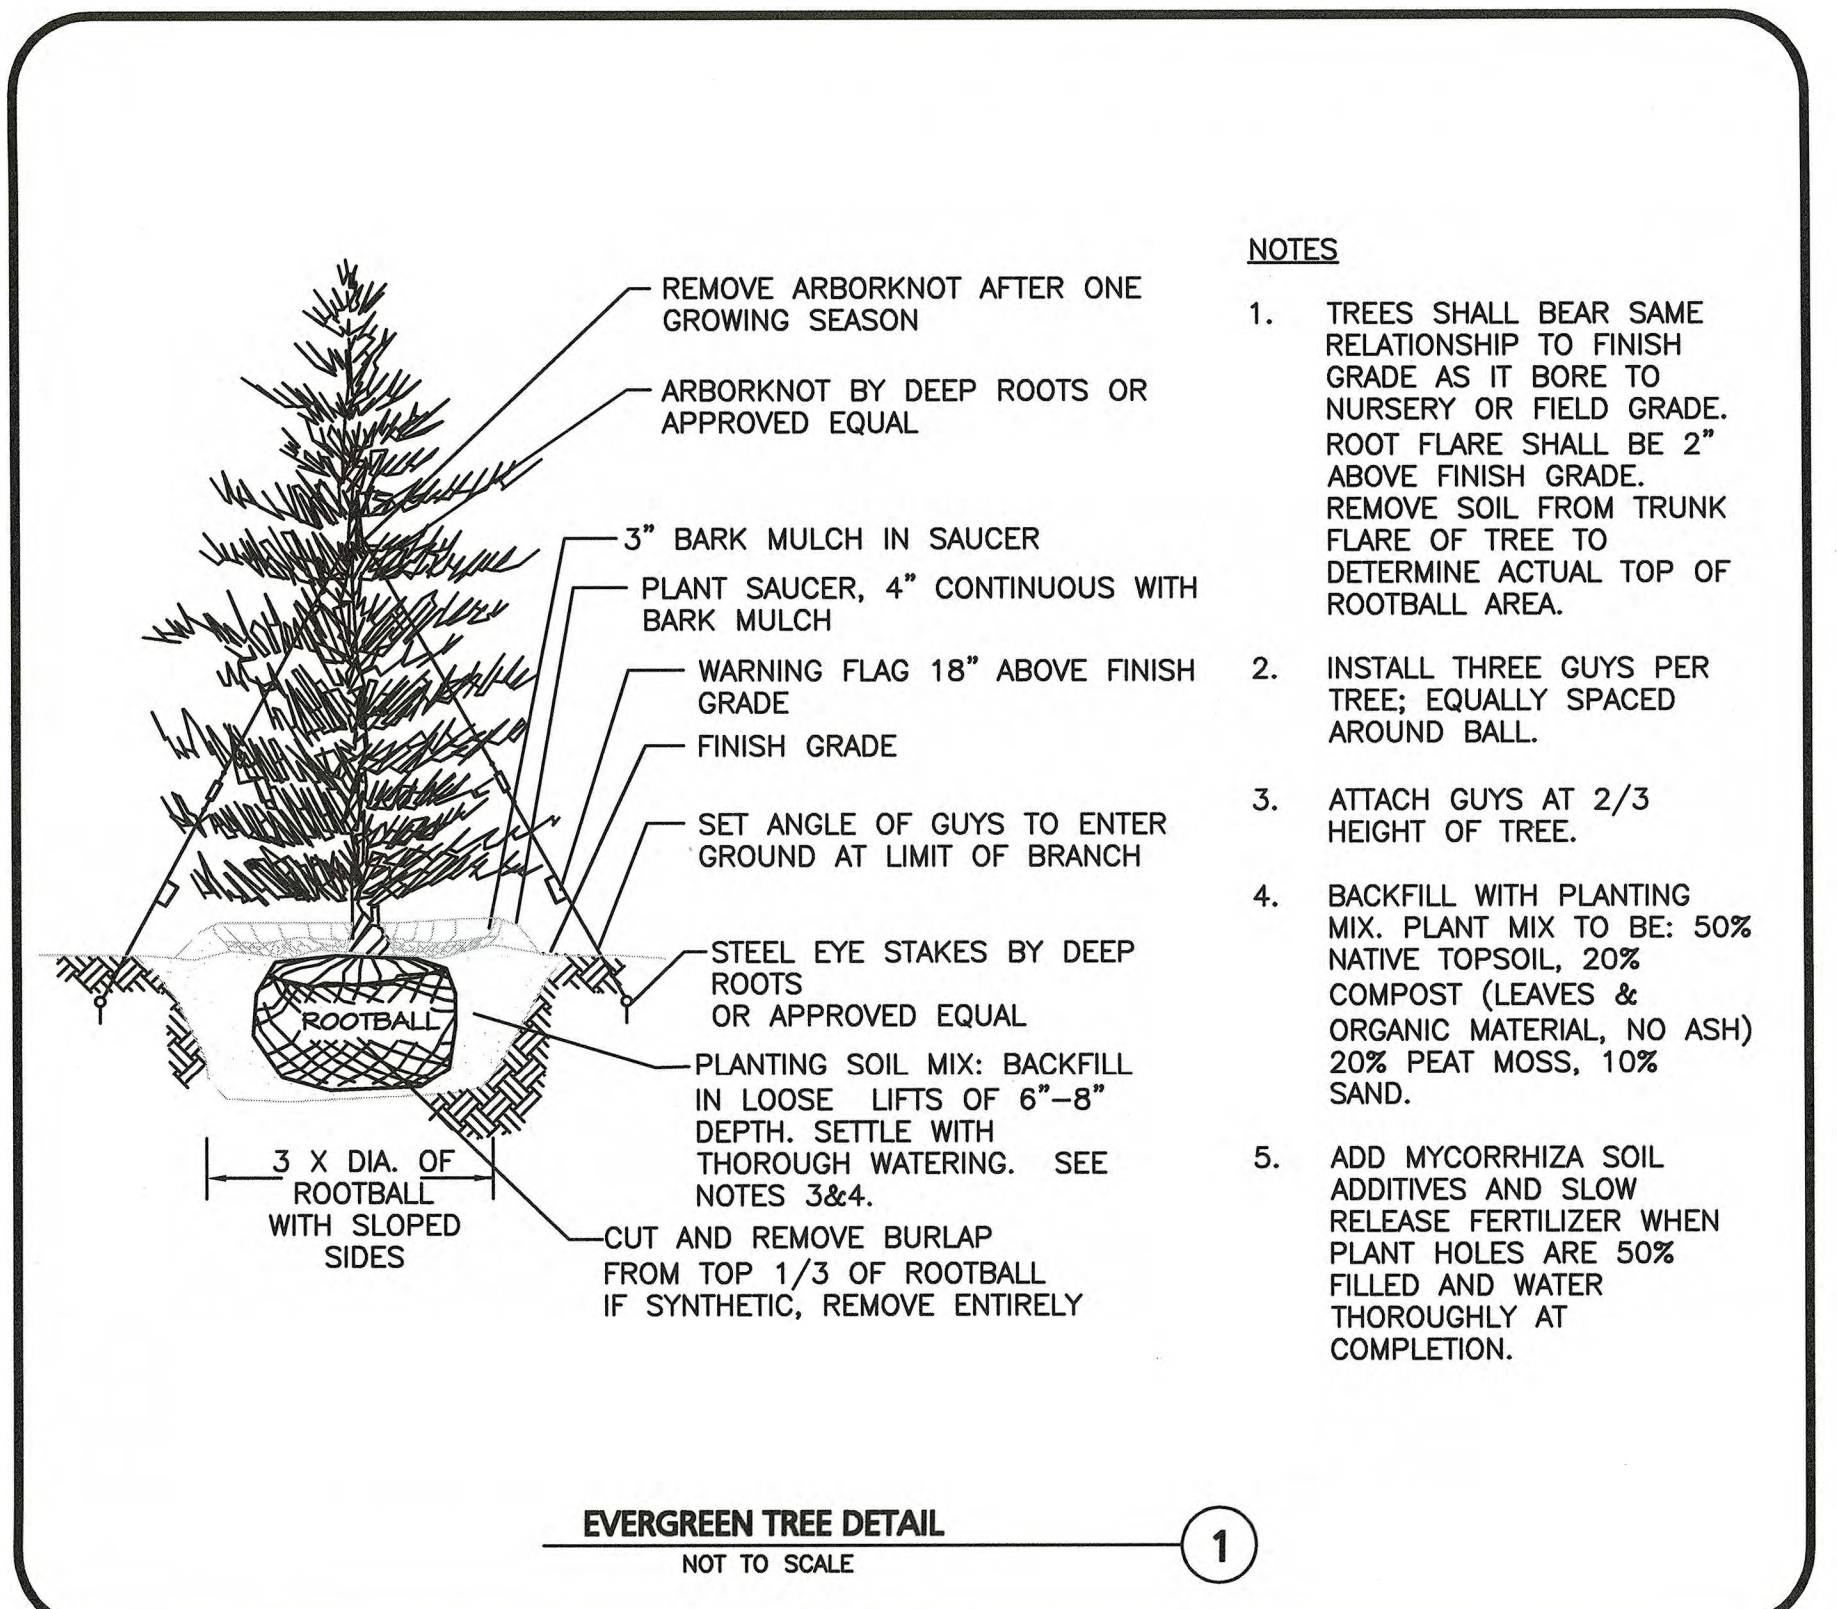 REMOVE ARBORKNOT AFTER ONE
GROWING SEASON
ARBORKNOT BY DEEP ROOTS OR
APPROVED EQUAL
3" BARK MULCH IN SAUCER
PLANT SAUCER, 4" CONTINUOUS WITH
BARK MULCH
WARNING FLAG 18" ABOVE FINISH
GRADE
FINISH GRADE
SET ANGLE OF GUYS TO ENTER
GROUND AT LIMIT OF BRANCH
STEEL EYE STAKES BY DEEP
ROOTS
OR APPROVED EQUAL
ROOTBALL
PLANTING SOIL MIX: BACKFILL
IN LOOSE LIFTS OF 6"-8"
DEPTH. SETTLE WITH
THOROUGH WATERING. SEE
NOTES 3&4.
3 X DIA. OF
ROOTBALL
WITH SLOPED
SIDES
CUT AND REMOVE BURLAP
FROM TOP 1/3 OF ROOTBALL
IF SYNTHETIC, REMOVE ENTIRELY
NOTES
1. TREES SHALL BEAR SAME
RELATIONSHIP TO FINISH
GRADE AS IT BORE TO
NURSERY OR FIELD GRADE.
ROOT FLARE SHALL BE 2"
ABOVE FINISH GRADE.
REMOVE SOIL FROM TRUNK
FLARE OF TREE TO
DETERMINE ACTUAL TOP OF
ROOTBALL AREA.
2. INSTALL THREE GUYS PER
TREE; EQUALLY SPACED
AROUND BALL.
3. ATTACH GUYS AT 2/3
HEIGHT OF TREE.
4. BACKFILL WITH PLANTING
MIX. PLANT MIX TO BE: 50%
NATIVE TOPSOIL, 20%
COMPOST (LEAVES &
ORGANIC MATERIAL, NO ASH)
20% PEAT MOSS, 10%
SAND.
5. ADD MYCORRHIZA SOIL
ADDITIVES AND SLOW
RELEASE FERTILIZER WHEN
PLANT HOLES ARE 50%
FILLED AND WATER
THOROUGHLY AT
COMPLETION.
EVERGREEN TREE DETAIL
NOT TO SCALE
1